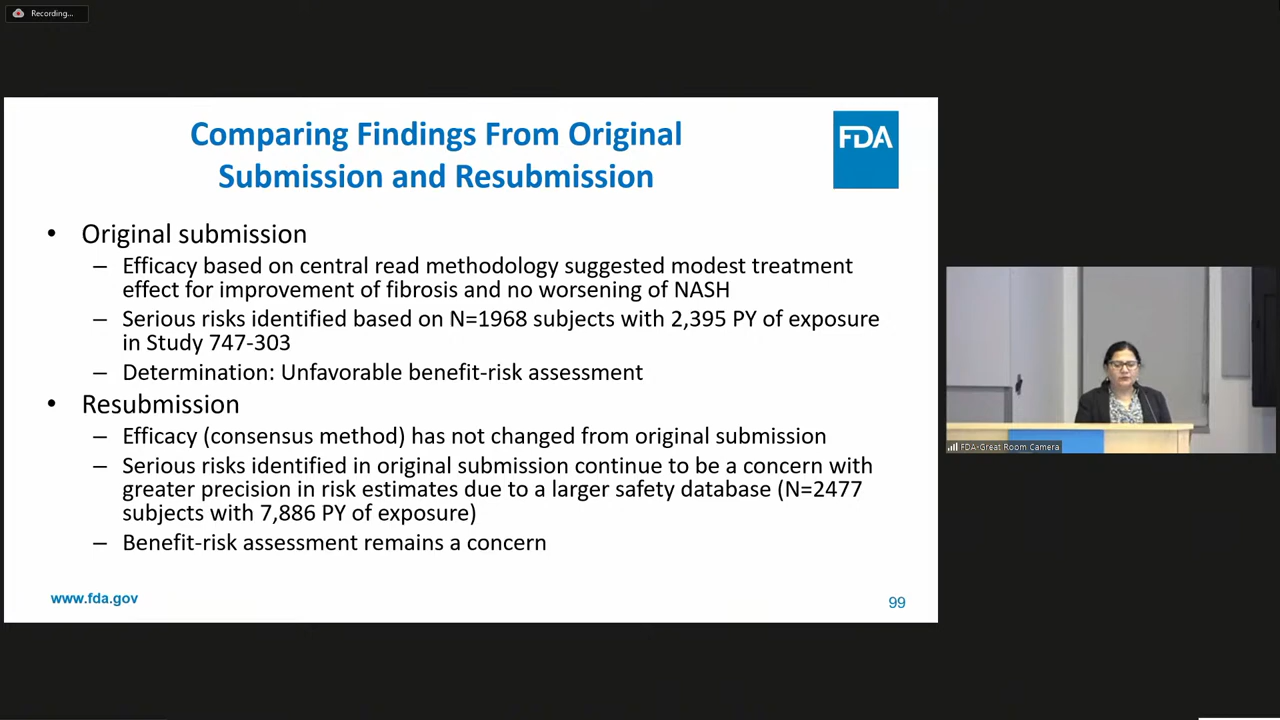 Recording...
Comparing Findings From Original
Submission and Resubmission
FDA
• Original submission
– Efficacy based on central read methodology suggested modest treatment
effect for improvement of fibrosis and no worsening of NASH
– Serious risks identified based on N=1968 subjects with 2,395 PY of exposure
in Study 747-303
– Determination: Unfavorable benefit-risk assessment
• Resubmission
– Efficacy (consensus method) has not changed from original submission
– Serious risks identified in original submission continue to be a concern with
greater precision in risk estimates due to a larger safety database (N=2477
subjects with 7,886 PY of exposure)
– Benefit-risk assessment remains a concern
www.fda.gov
99
FDA-Great Room Camera